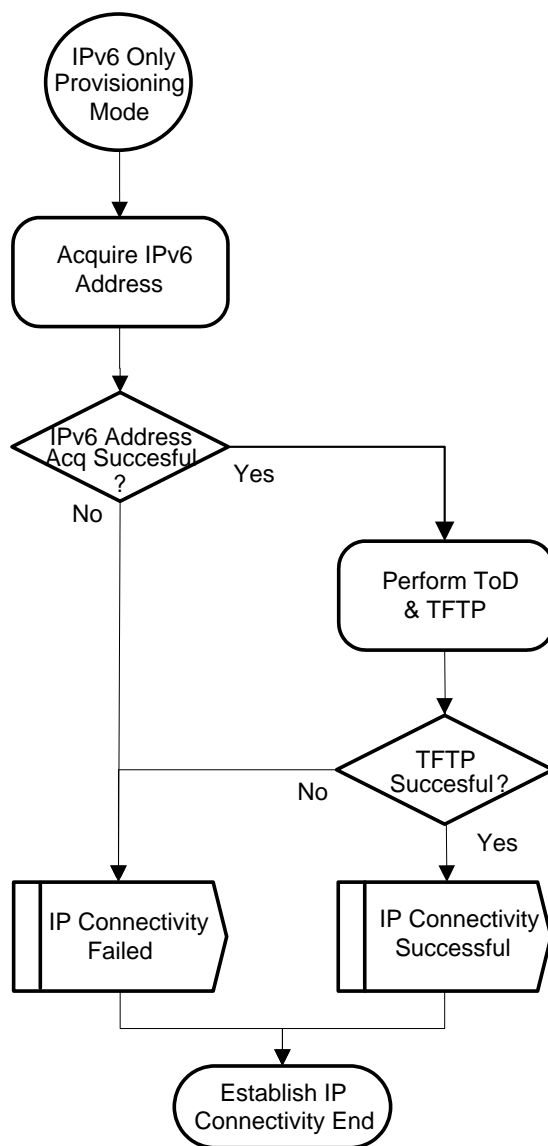 IPv6 Only
Provisioning
Mode
Acquire IPv6
Address
IPv6 Address
Acq Succesful
?
Yes
No
Perform ToD
& TFTP
TFTP
Succesful?
No
Yes
IP Connectivity
Failed
IP Connectivity
Successful
Establish IP
Connectivity End